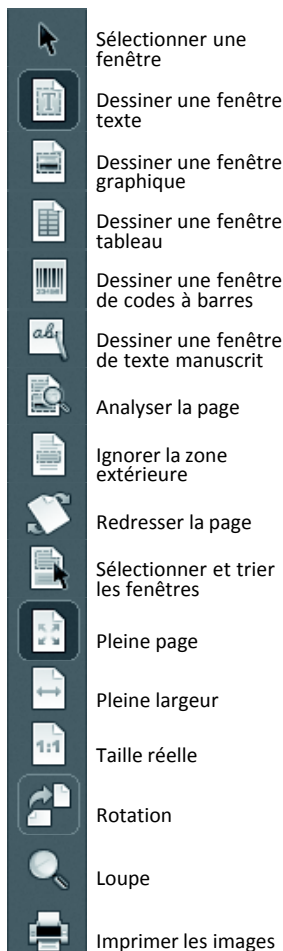 Sélectionner une
fenêtre
Dessiner une fenêtre
texte
Dessiner une fenêtre
graphique
Dessiner une fenêtre
tableau
Dessiner une fenêtre
de codes à barres
Dessiner une fenêtre
de texte manuscrit
Analyser la page
Ignorer la zone
extérieure
Redresser la page
Sélectionner et trier
les fenêtres
Pleine page
Pleine largeur
1:1
Taille réelle
Rotation
Loupe
Imprimer les images